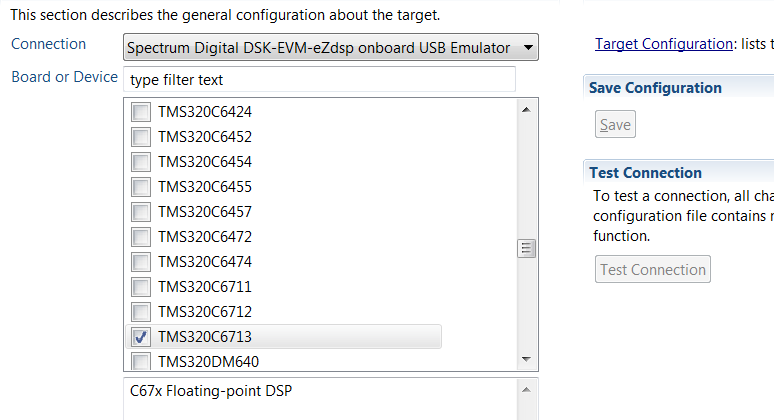 This section describes the general configuration about the target.
Connection
Spectrum Digital DSK-EVM-eZdsp onboard USB Emulator
Board or Device
type filter text
TMS320C6424
TMS320C6452
TMS320C6454
TMS320C6455
TMS320C6457
TMS320C6472
TMS320C6474
TMS320C6711
TMS320C6712
TMS320C6713
TMS320DM640
C67x Floating-point DSP
Target Configuration: lists t
Save Configuration
Save
Test Connection
To test a connection, all cha
configuration file contains
function.
Test Connection